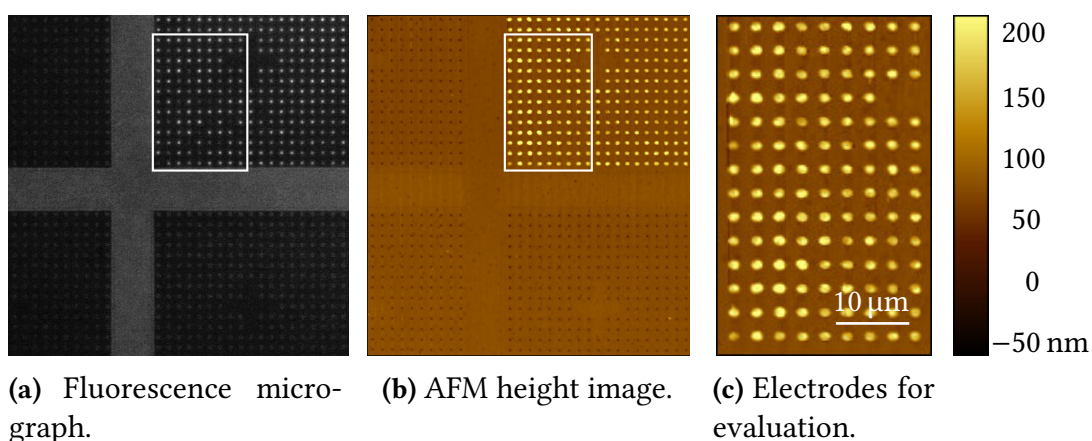 10 µm
200
150
100
50
0
−50 nm
(a) Fluorescence micro-
graph.
(b) AFM height image.
(c) Electrodes for
evaluation.